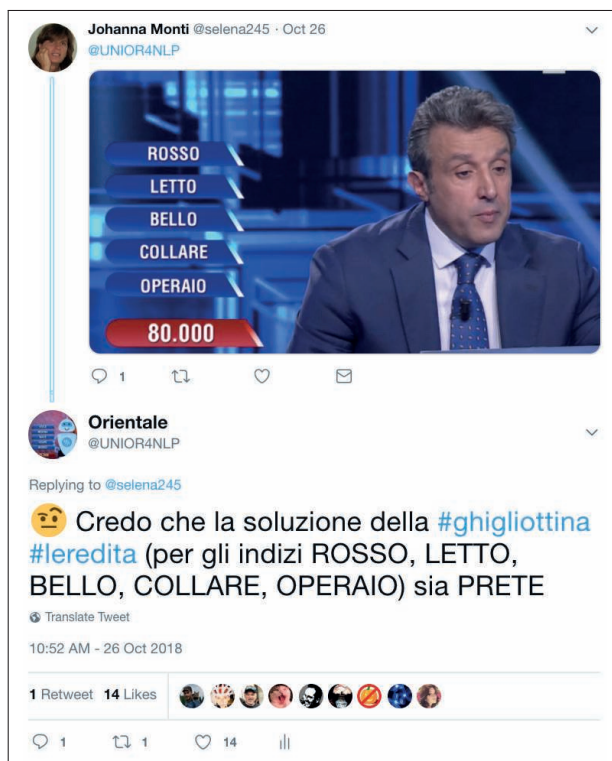 Johanna Monti @selena245 · Oct 26
@UNIOR4NLP
ROSSO
LETTO
BELLO
COLLARE
OPERAIO
80.000
1
Orientale
@UNIOR4NLP
Replying to @selena245
🤨 Credo che la soluzione della #ghigliottina
#leredita (per gli indizi ROSSO, LETTO,
BELLO, COLLARE, OPERAIO) sia PRETE
Translate Tweet
10:52 AM - 26 Oct 2018
1 Retweet 14 Likes
1 1 14